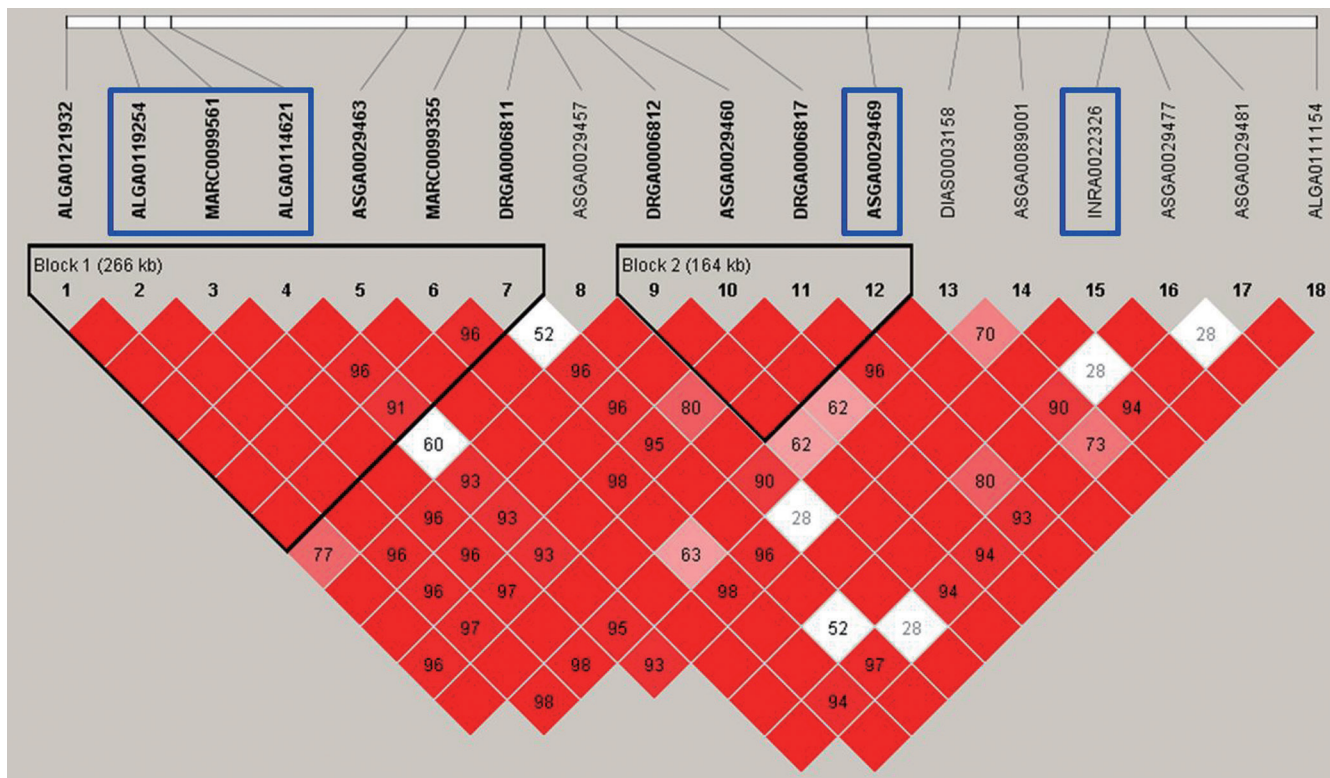 ALGA0121932
ALGA0119254
MARC0099561
ALGA0114621
ASGA0029463
MARC0099355
DRGA0006811
ASGA0029457
DRGA0006812
ASGA0029460
DRGA0006817
ASGA0029469
DIAS0003158
ASGA0089001
INRA0022326
ASGA0029477
ASGA0029481
ALGA0111154
Block 1 (266 kb)
Block 2 (164 kb)
1 2 3 4 5 6 7 8 9 10 11 12 13 14 15 16 17 18
96 52 70 28
96 96 96 28
91 96 80 62 90 94
60 95 62 73
93 98 90 80
96 93 28 93
77 96 96 93 63 96 94
96 97 98 94
97 95 52 28
96 98 93 97
98 94